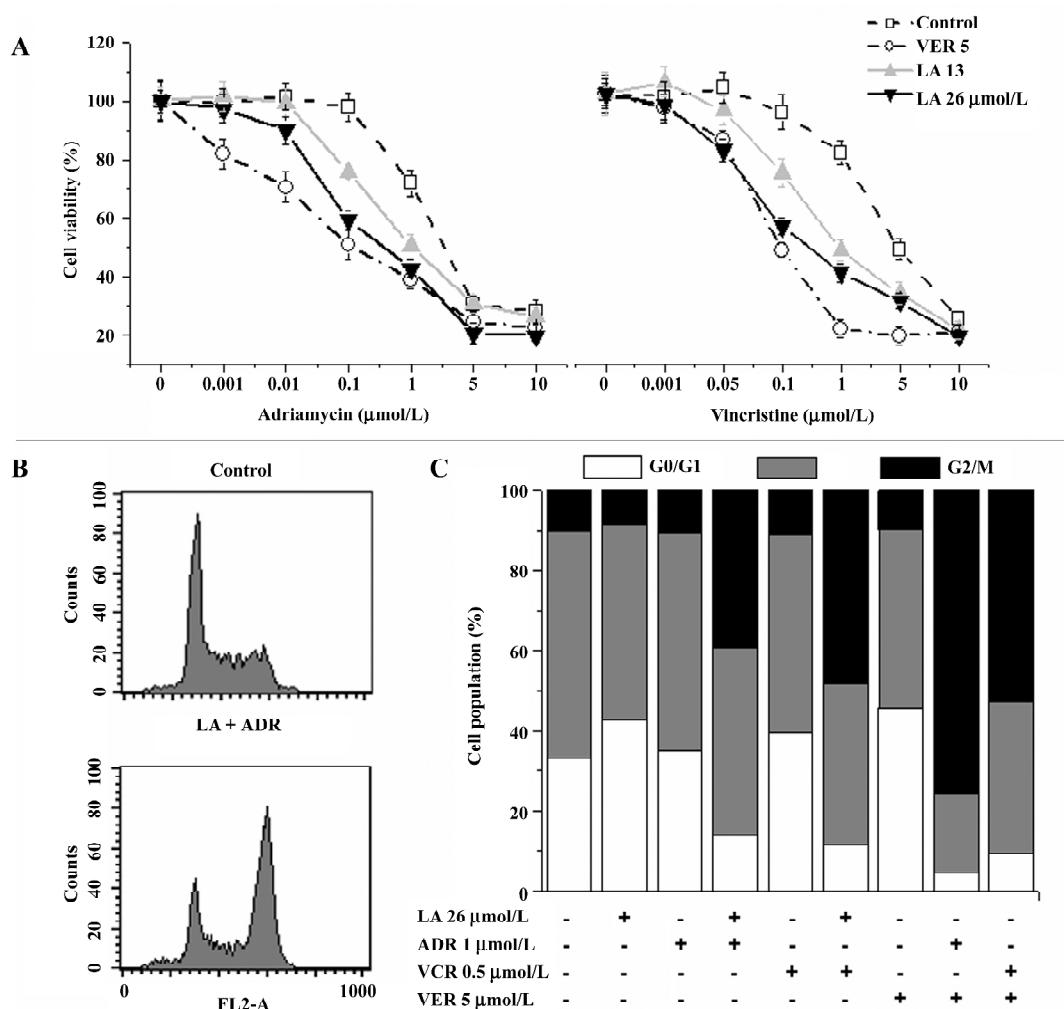 A
Control
VER 5
LA 13
LA 26 µmol/L
Cell viability (%)
120
100
80
60
40
20
0 0.001 0.01 0.1 1 5 10
Adriamycin (µmol/L)
0 0.001 0.05 0.1 1 5 10
Vincristine (µmol/L)
B
Control
Counts
100
80
60
40
20
0
LA + ADR
Counts
100
80
60
40
20
0
0 1000
FL2-A
C
G0/G1 G2/M
Cell population (%)
100
80
60
40
20
0
LA 26 µmol/L - + - + - + - - -
ADR 1 µmol/L - - + + - - - + -
VCR 0.5 µmol/L - - - - + + - - +
VER 5 µmol/L - - - - - - + + +